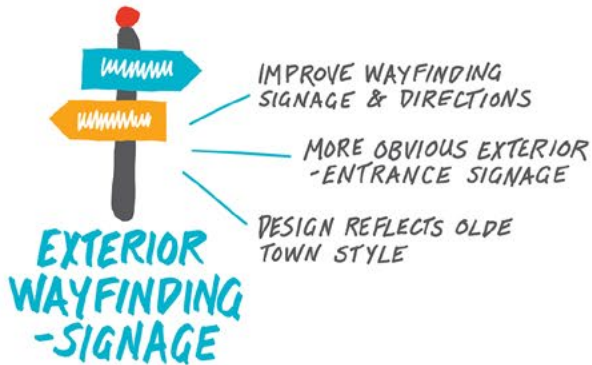 IMPROVE WAYFINDING
SIGNAGE & DIRECTIONS
MORE OBVIOUS EXTERIOR
-ENTRANCE SIGNAGE
DESIGN REFLECTS OLDE
TOWN STYLE
EXTERIOR
WAYFINDING
-SIGNAGE